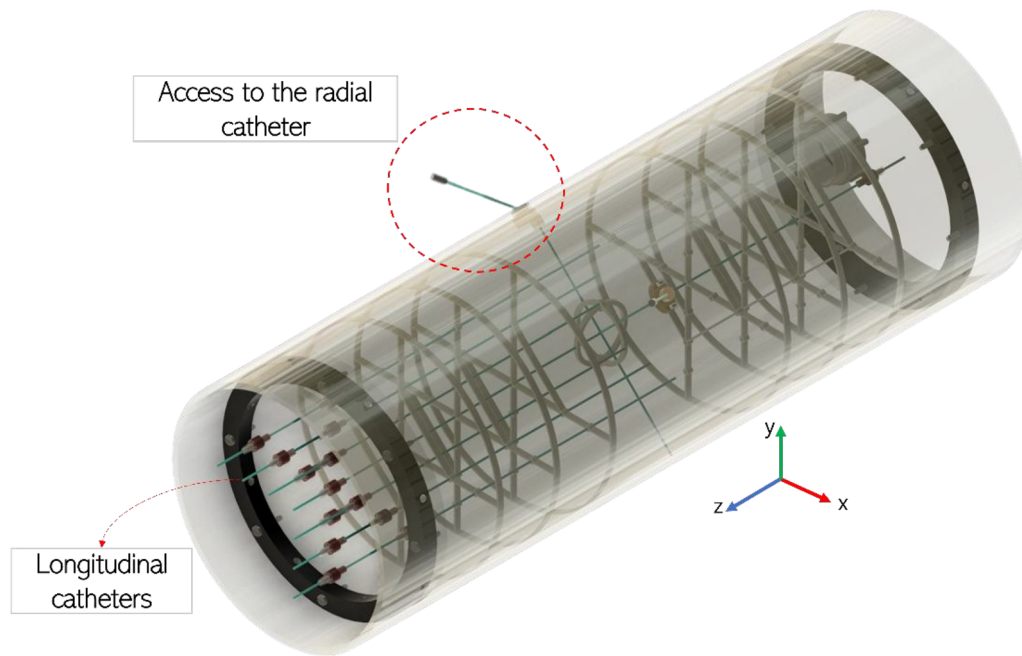 Access to the radial
catheter
y
z
x
Longitudinal
catheters